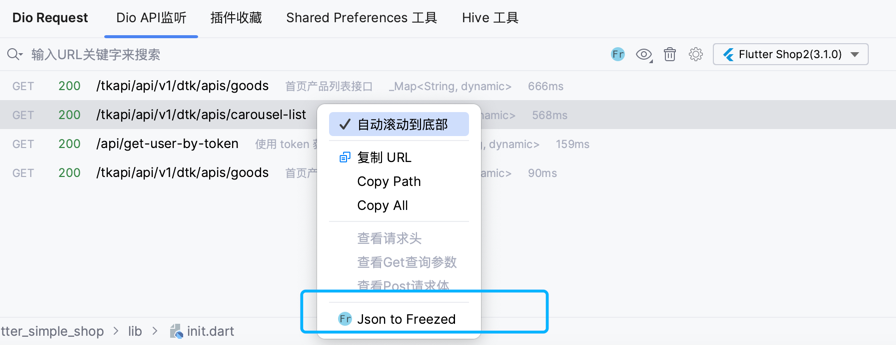 Dio Request Dio API监听 插件收藏 Shared Preferences 工具 Hive 工具
输入URL关键字来搜索 Fr Flutter Shop2(3.1.0)
GET 200 /tkapi/api/v1/dtk/apis/goods 首页产品列表接口 _Map<String, dynamic> 666ms
GET 200 /tkapi/api/v1/dtk/apis/carousel-list namic> 568ms
GET 200 /api/get-user-by-token 使用 token g, dynamic> 159ms
GET 200 /tkapi/api/v1/dtk/apis/goods 首页产 namic> 90ms
自动滚动到底部
复制 URL
Copy Path
Copy All
查看请求头
查看Get查询参数
查看Post请求体
Fr Json to Freezed
tter_simple_shop lib init.dart